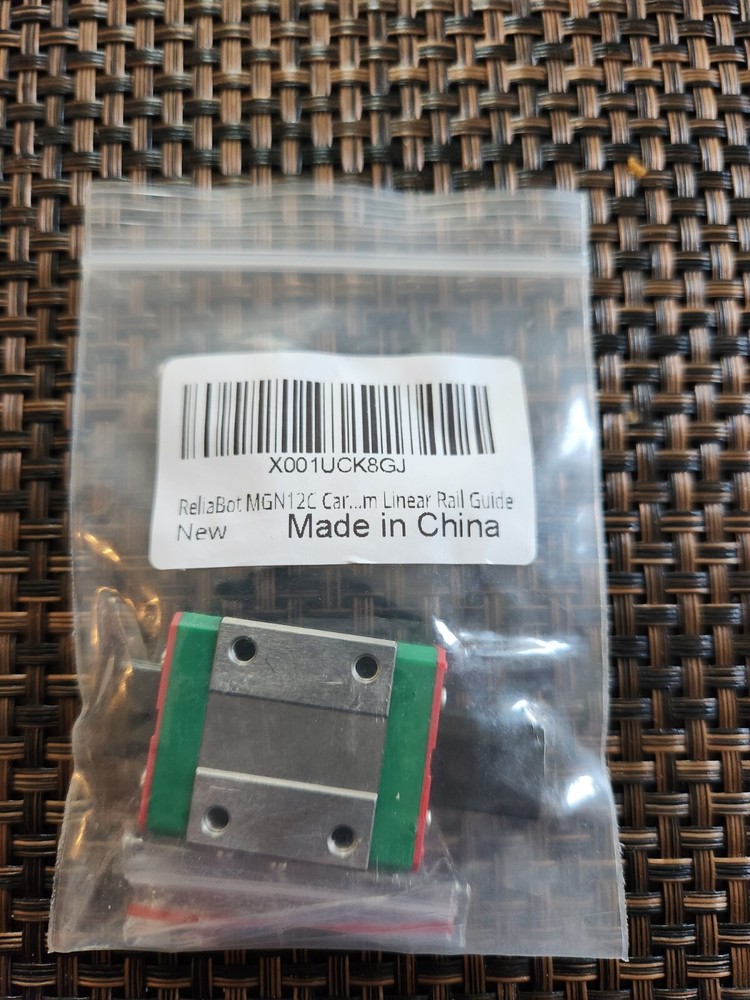 X001UCK8GJ
ReliaBot MGN12C Car...m Linear Rail Guide
New Made in China